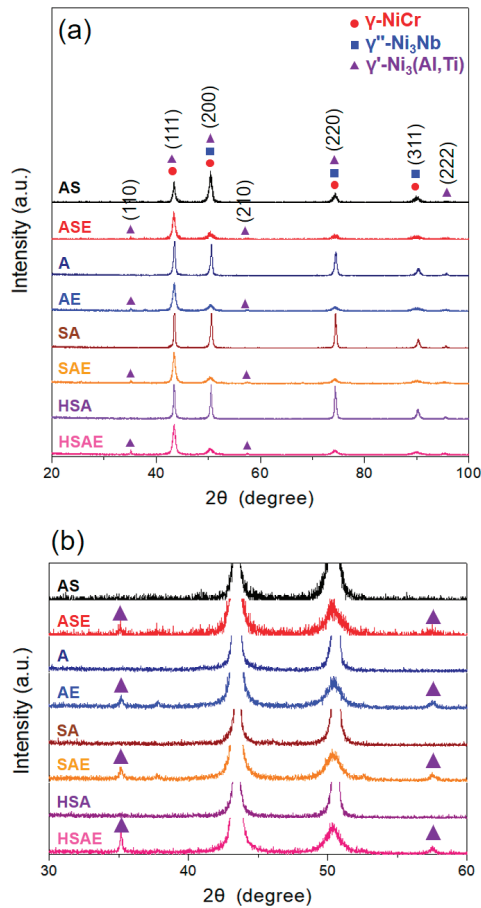 (a)
γ-NiCr
γ''-Ni₃Nb
γ'-Ni₃(Al,Ti)
(110)
(111)
(200)
(210)
(220)
(311)
(222)
AS
ASE
A
AE
SA
SAE
HSA
HSAE
Intensity (a.u.)
20 40 60 80 100
2θ (degree)
(b)
AS
ASE
A
AE
SA
SAE
HSA
HSAE
Intensity (a.u.)
30 40 50 60
2θ (degree)